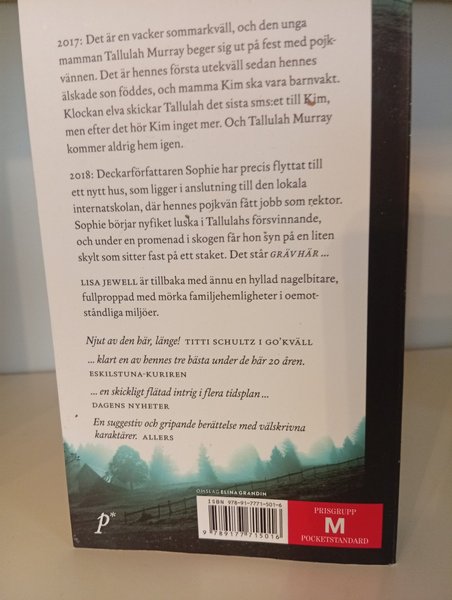 2017: Det är en vacker sommarkväll, och den unga
mamman Tallulah Murray beger sig ut på fest med pojk-
vännen. Det är hennes första utekväll sedan hennes
älskade son föddes, och mamma Kim ska vara barnvakt.
Klockan elva skickar Tallulah det sista sms:et till Kim,
men efter det hör Kim inget mer. Och Tallulah Murray
kommer aldrig hem igen.
2018: Deckarförfattaren Sophie har precis flyttat till
ett nytt hus, som ligger i anslutning till den lokala
internatskolan, där hennes pojkvän fått jobb som rektor.
Sophie börjar nyfiket luska i Tallulahs försvinnande,
och under en promenad i skogen får hon syn på en liten
skylt som sitter fast på ett staket. Det står GRÄV HÄR ...
LISA JEWELL är tillbaka med ännu en hyllad nagelbitare,
fullproppad med mörka familjehemligheter i oemot-
ståndliga miljöer.
Njut av den här, länge! TITTI SCHULTZ I GO'KVÄLL
... klart en av hennes tre bästa under de här 20 åren.
ESKILSTUNA-KURIREN
... en skickligt flätad intrig i flera tidsplan ...
DAGENS NYHETER
En suggestiv och gripande berättelse med välskrivna
karaktärer. ALLERS
OMSLAG ELINA GRANDIN
ISBN 978-91-7771-501-6
9 789177 715016
p*
PRISGRUPP
M
POCKETSTANDARD